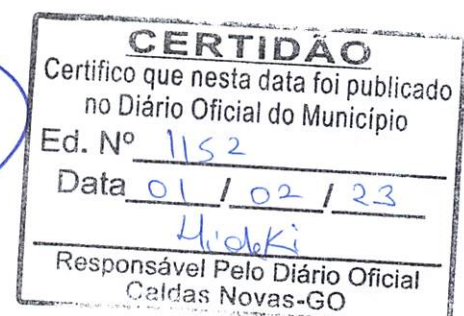 CERTIDÃO
Certifico que nesta data foi publicado
no Diário Oficial do Município
Ed. Nº 1152
Data 01 / 02 / 23
Hideki
Responsável Pelo Diário Oficial
Caldas Novas-GO